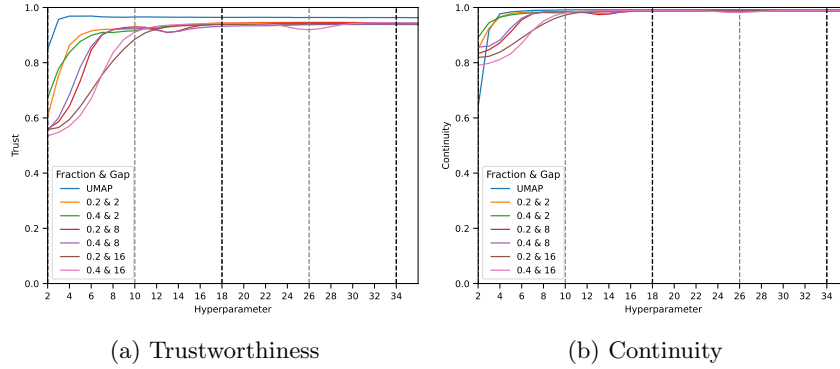 1.0
0.8
0.6
0.4
0.2
0.0
Trust
Fraction & Gap
UMAP
0.2 & 2
0.4 & 2
0.2 & 8
0.4 & 8
0.2 & 16
0.4 & 16
2 4 6 8 10 12 14 16 18 20 22 24 26 28 30 32 34
Hyperparameter
(a) Trustworthiness
1.0
0.8
0.6
0.4
0.2
0.0
Continuity
Fraction & Gap
UMAP
0.2 & 2
0.4 & 2
0.2 & 8
0.4 & 8
0.2 & 16
0.4 & 16
2 4 6 8 10 12 14 16 18 20 22 24 26 28 30 32 34
Hyperparameter
(b) Continuity